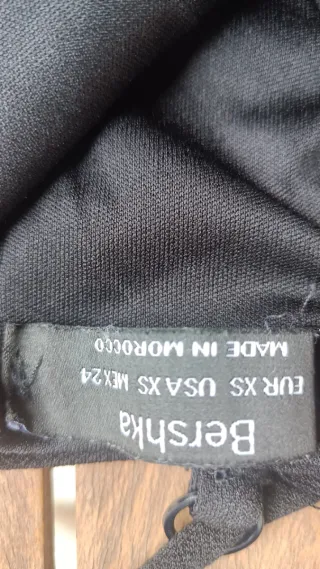 Bershka
EUR XS USA XS MEX 24
MADE IN MOROCCO